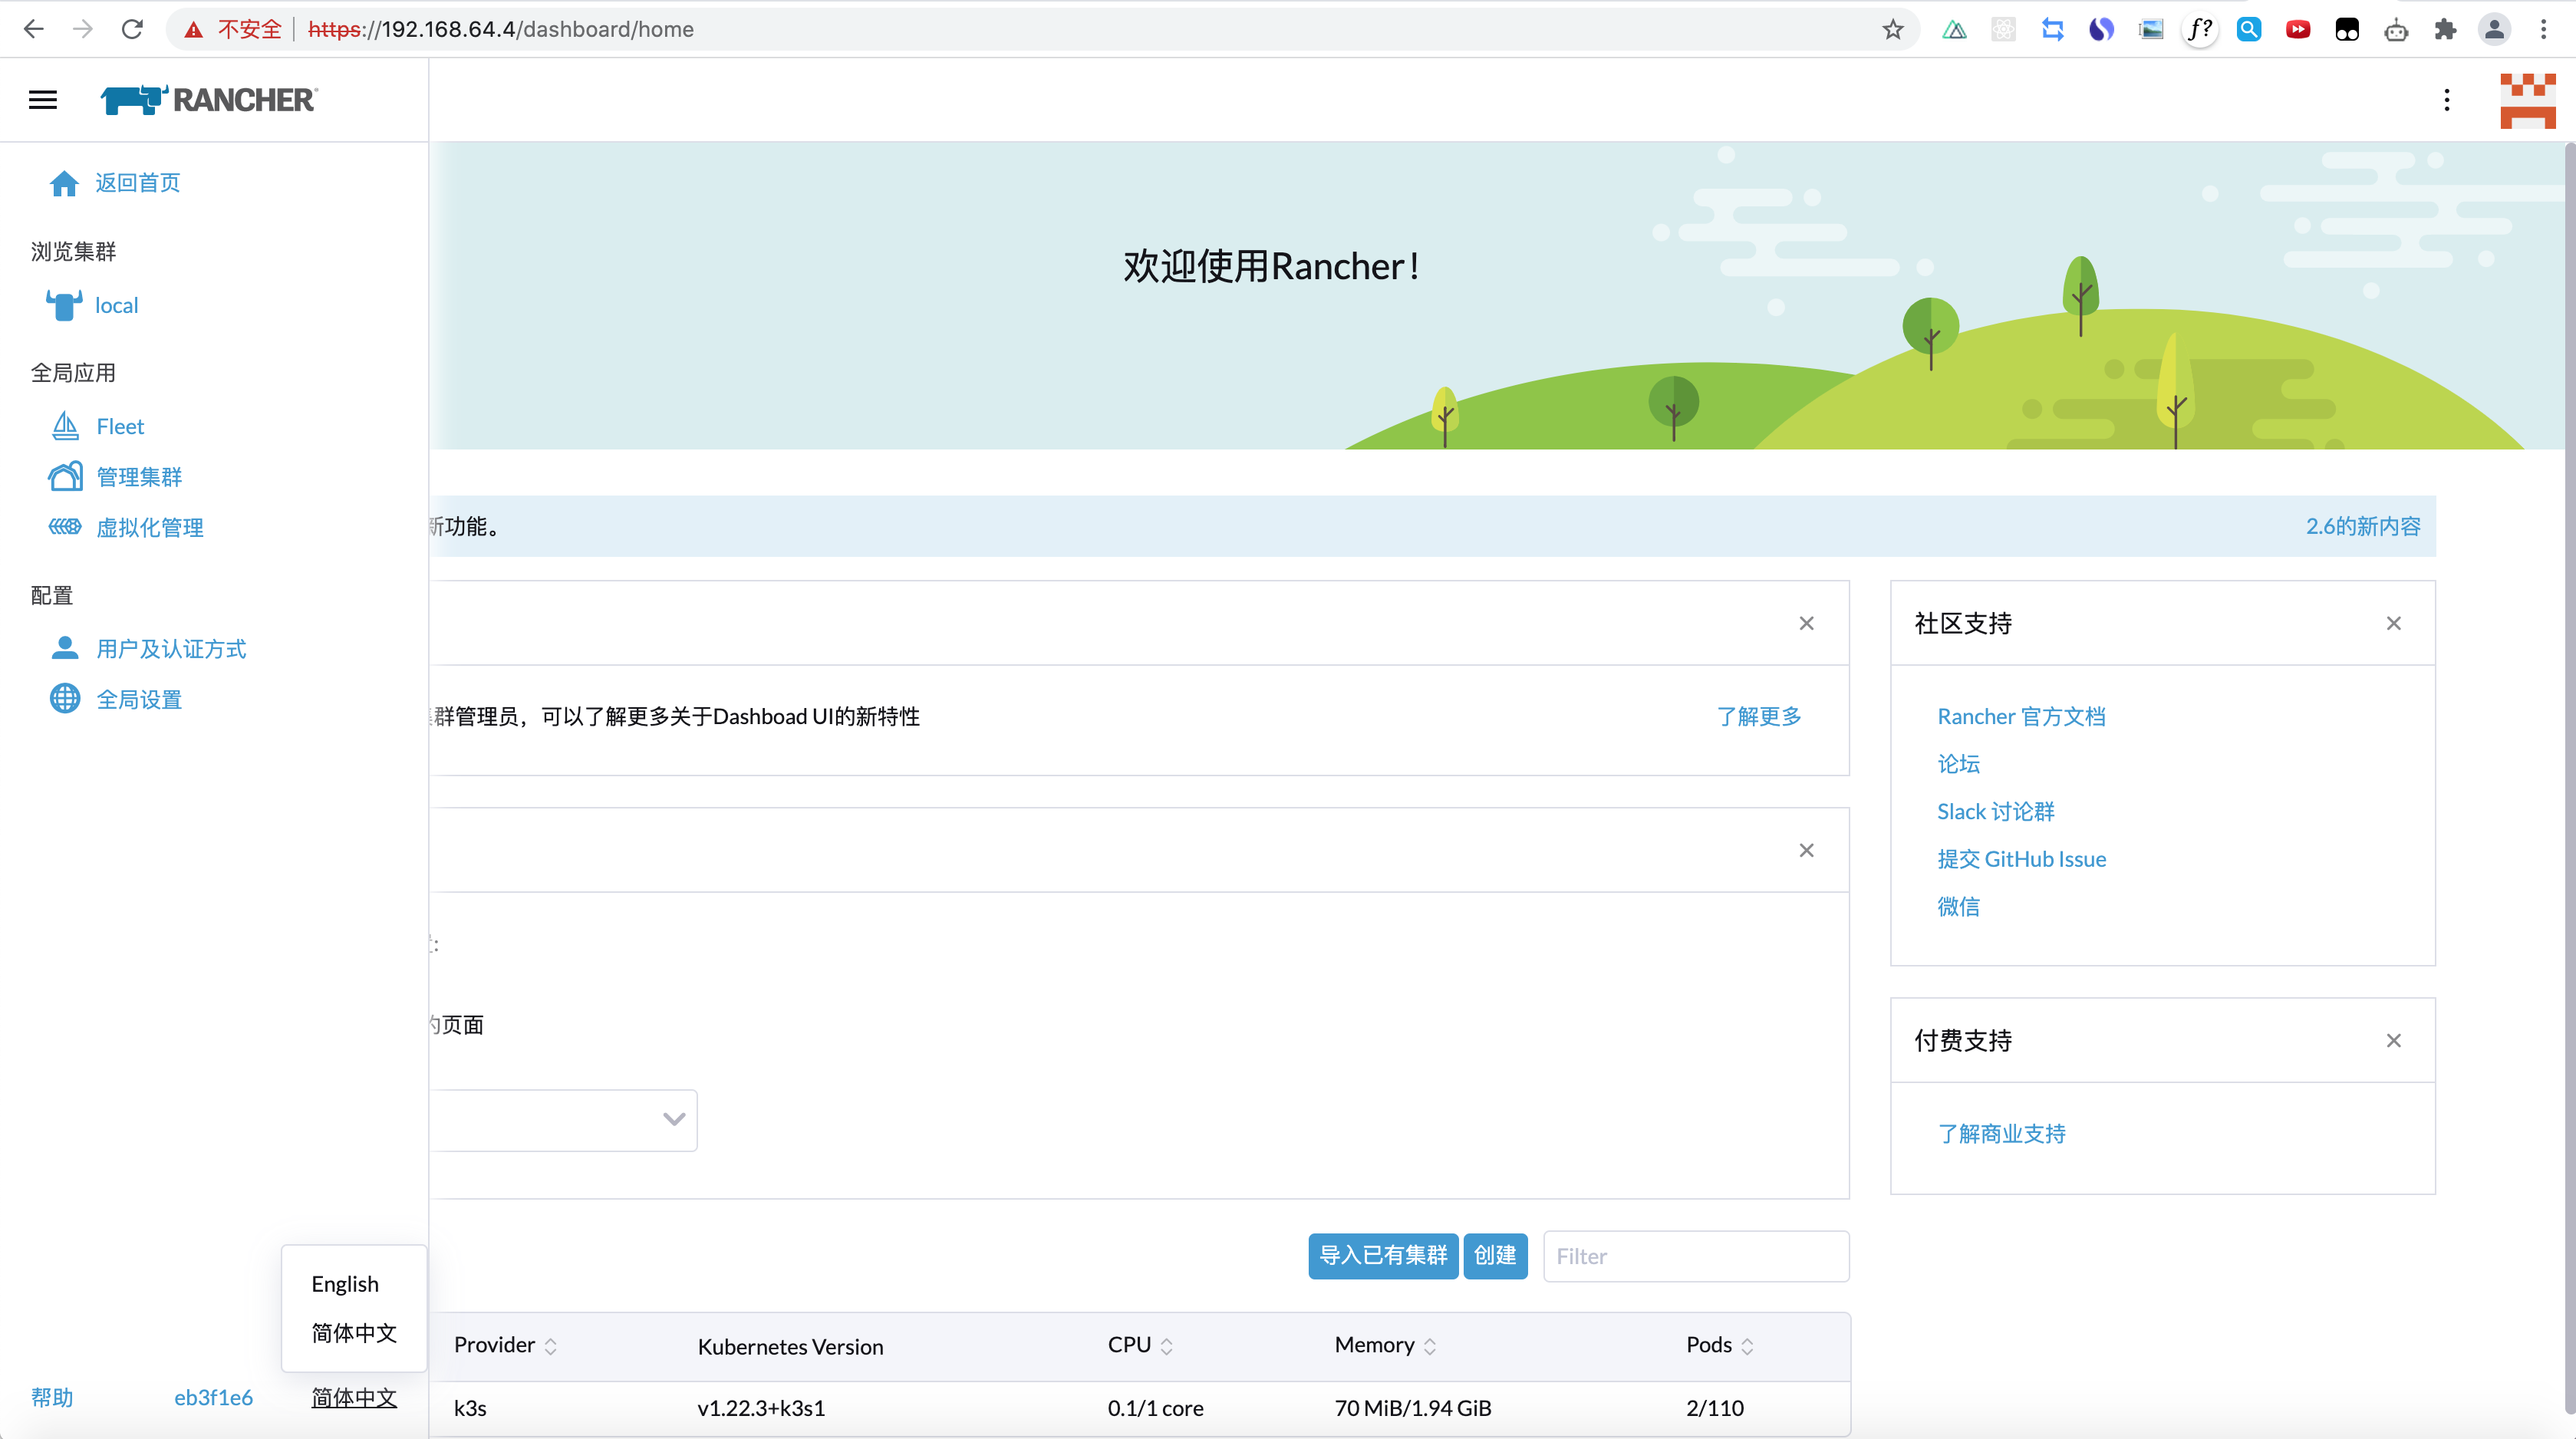 不安全 https://192.168.64.4/dashboard/home
f?
RANCHER
返回首页
浏览集群
local
全局应用
Fleet
管理集群
虚拟化管理
配置
用户及认证方式
全局设置
English
简体中文
帮助 eb3f1e6 简体中文
欢迎使用Rancher!
新功能。 2.6的新内容
群管理员，可以了解更多关于Dashboad UI的新特性 了解更多
的页面
导入已有集群 创建 Filter
Provider Kubernetes Version CPU Memory Pods
k3s v1.22.3+k3s1 0.1/1 core 70 MiB/1.94 GiB 2/110
社区支持
Rancher 官方文档
论坛
Slack 讨论群
提交 GitHub Issue
微信
付费支持
了解商业支持